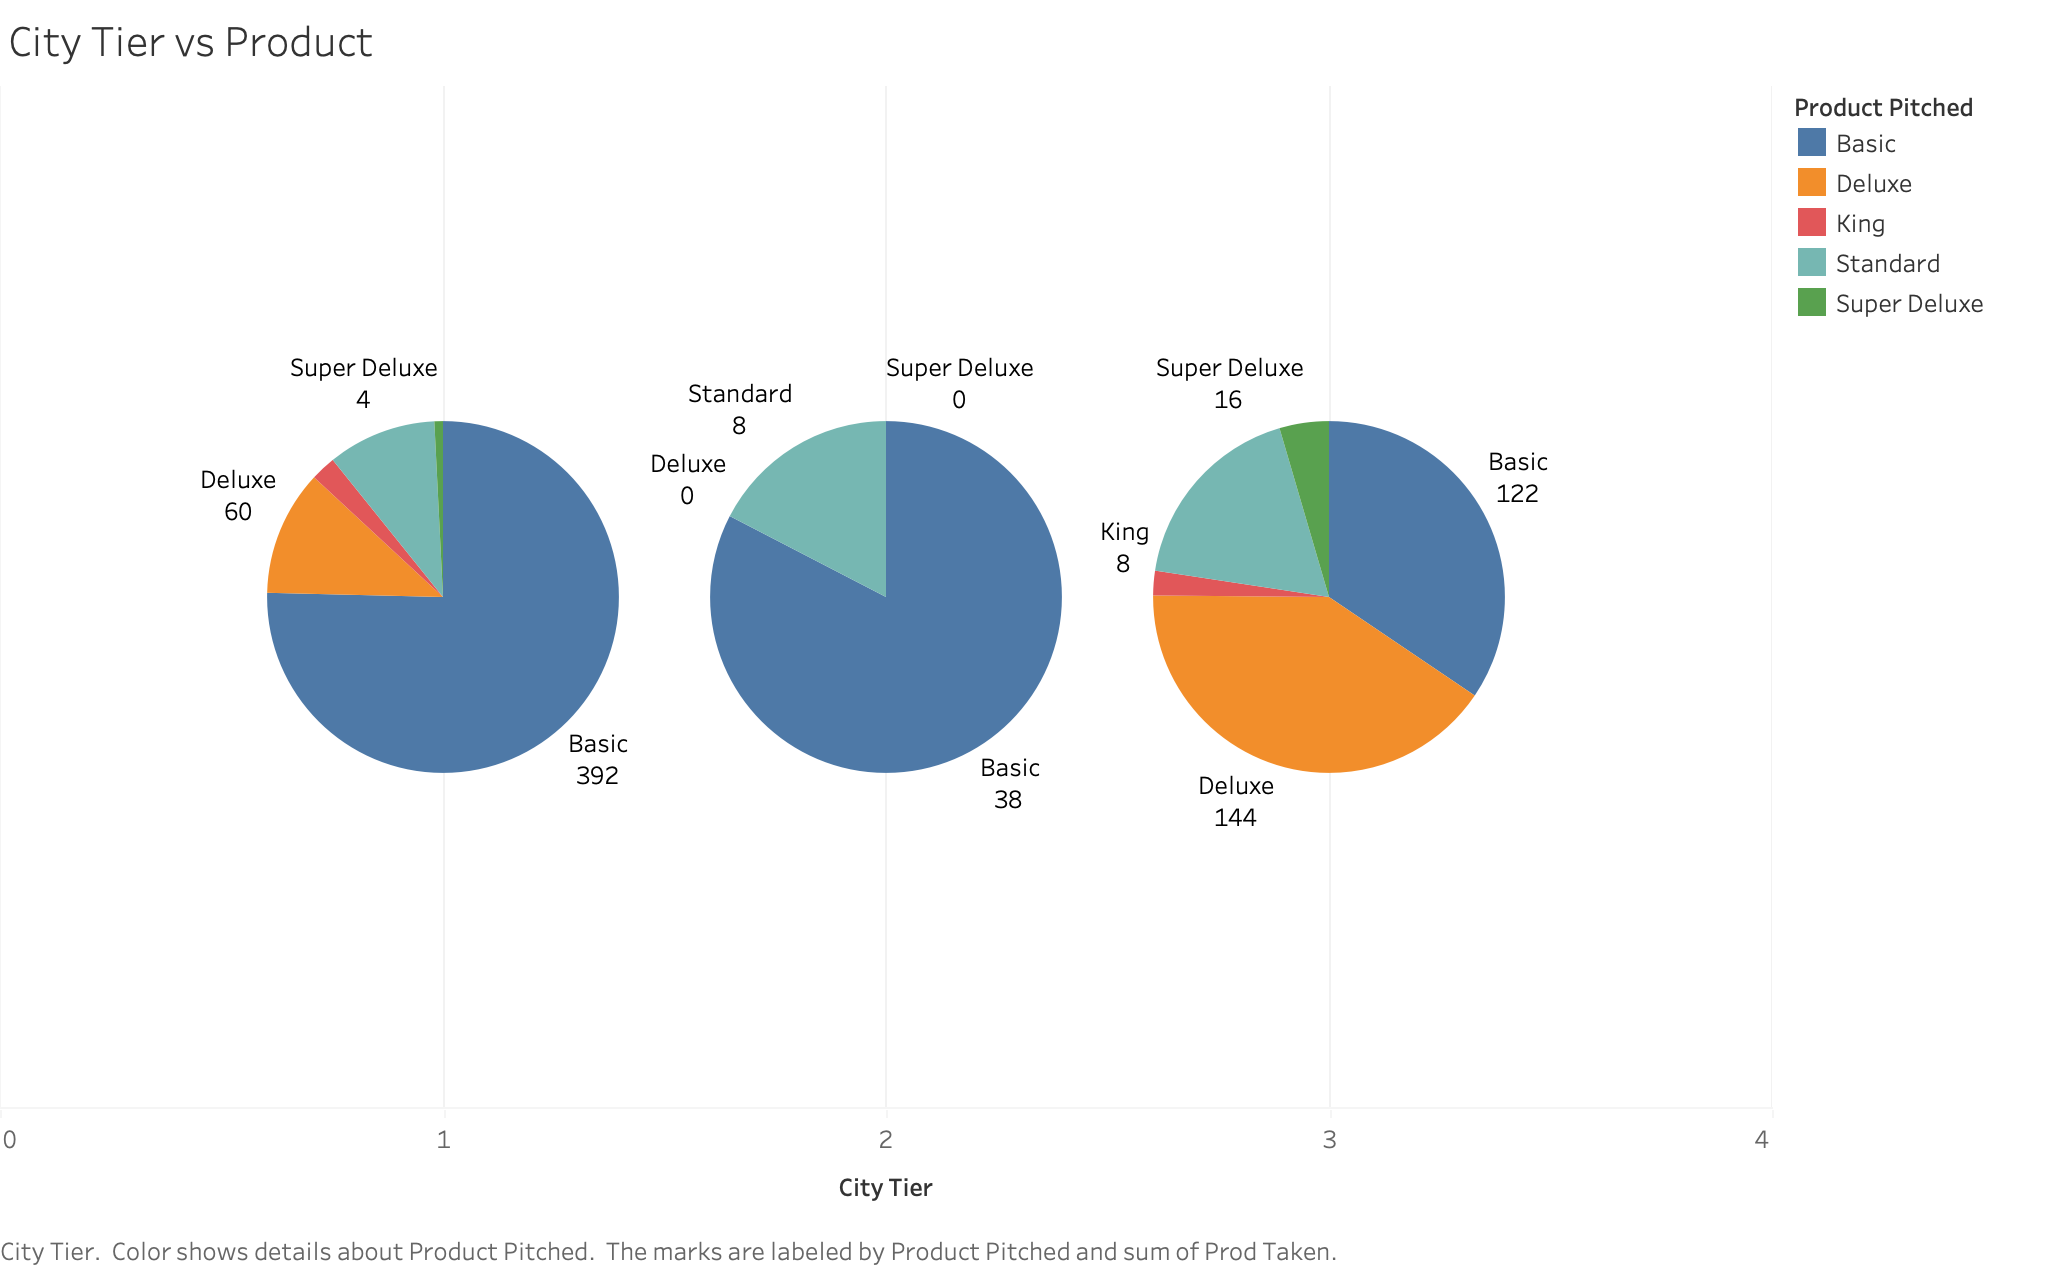 City Tier vs Product
Product Pitched
Basic
Deluxe
King
Standard
Super Deluxe
Super Deluxe
4
Deluxe
60
Basic
392
Super Deluxe
0
Standard
8
Deluxe
0
Basic
38
Super Deluxe
16
Basic
122
King
8
Deluxe
144
0
1
2
3
4
City Tier
City Tier.  Color shows details about Product Pitched.  The marks are labeled by Product Pitched and sum of Prod Taken.